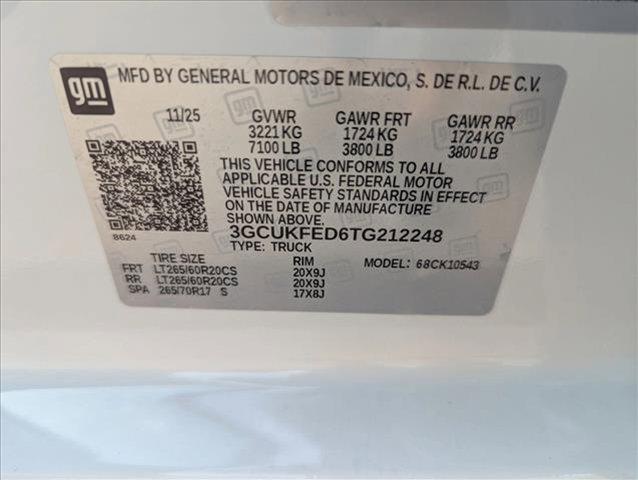 gm MFD BY GENERAL MOTORS DE MEXICO, S. DE R.L. DE C.V.
11/25 GVWR GAWR FRT GAWR RR
3221 KG 1724 KG 1724 KG
7100 LB 3800 LB 3800 LB
THIS VEHICLE CONFORMS TO ALL
APPLICABLE U.S. FEDERAL MOTOR
VEHICLE SAFETY STANDARDS IN EFFECT
ON THE DATE OF MANUFACTURE
SHOWN ABOVE.
8624 3GCUKFED6TG212248
TYPE: TRUCK MODEL: 68CK10543
TIRE SIZE RIM
FRT LT265/60R20CS 20X9J
RR LT265/60R20CS 20X9J
SPA 265/70R17 S 17X8J